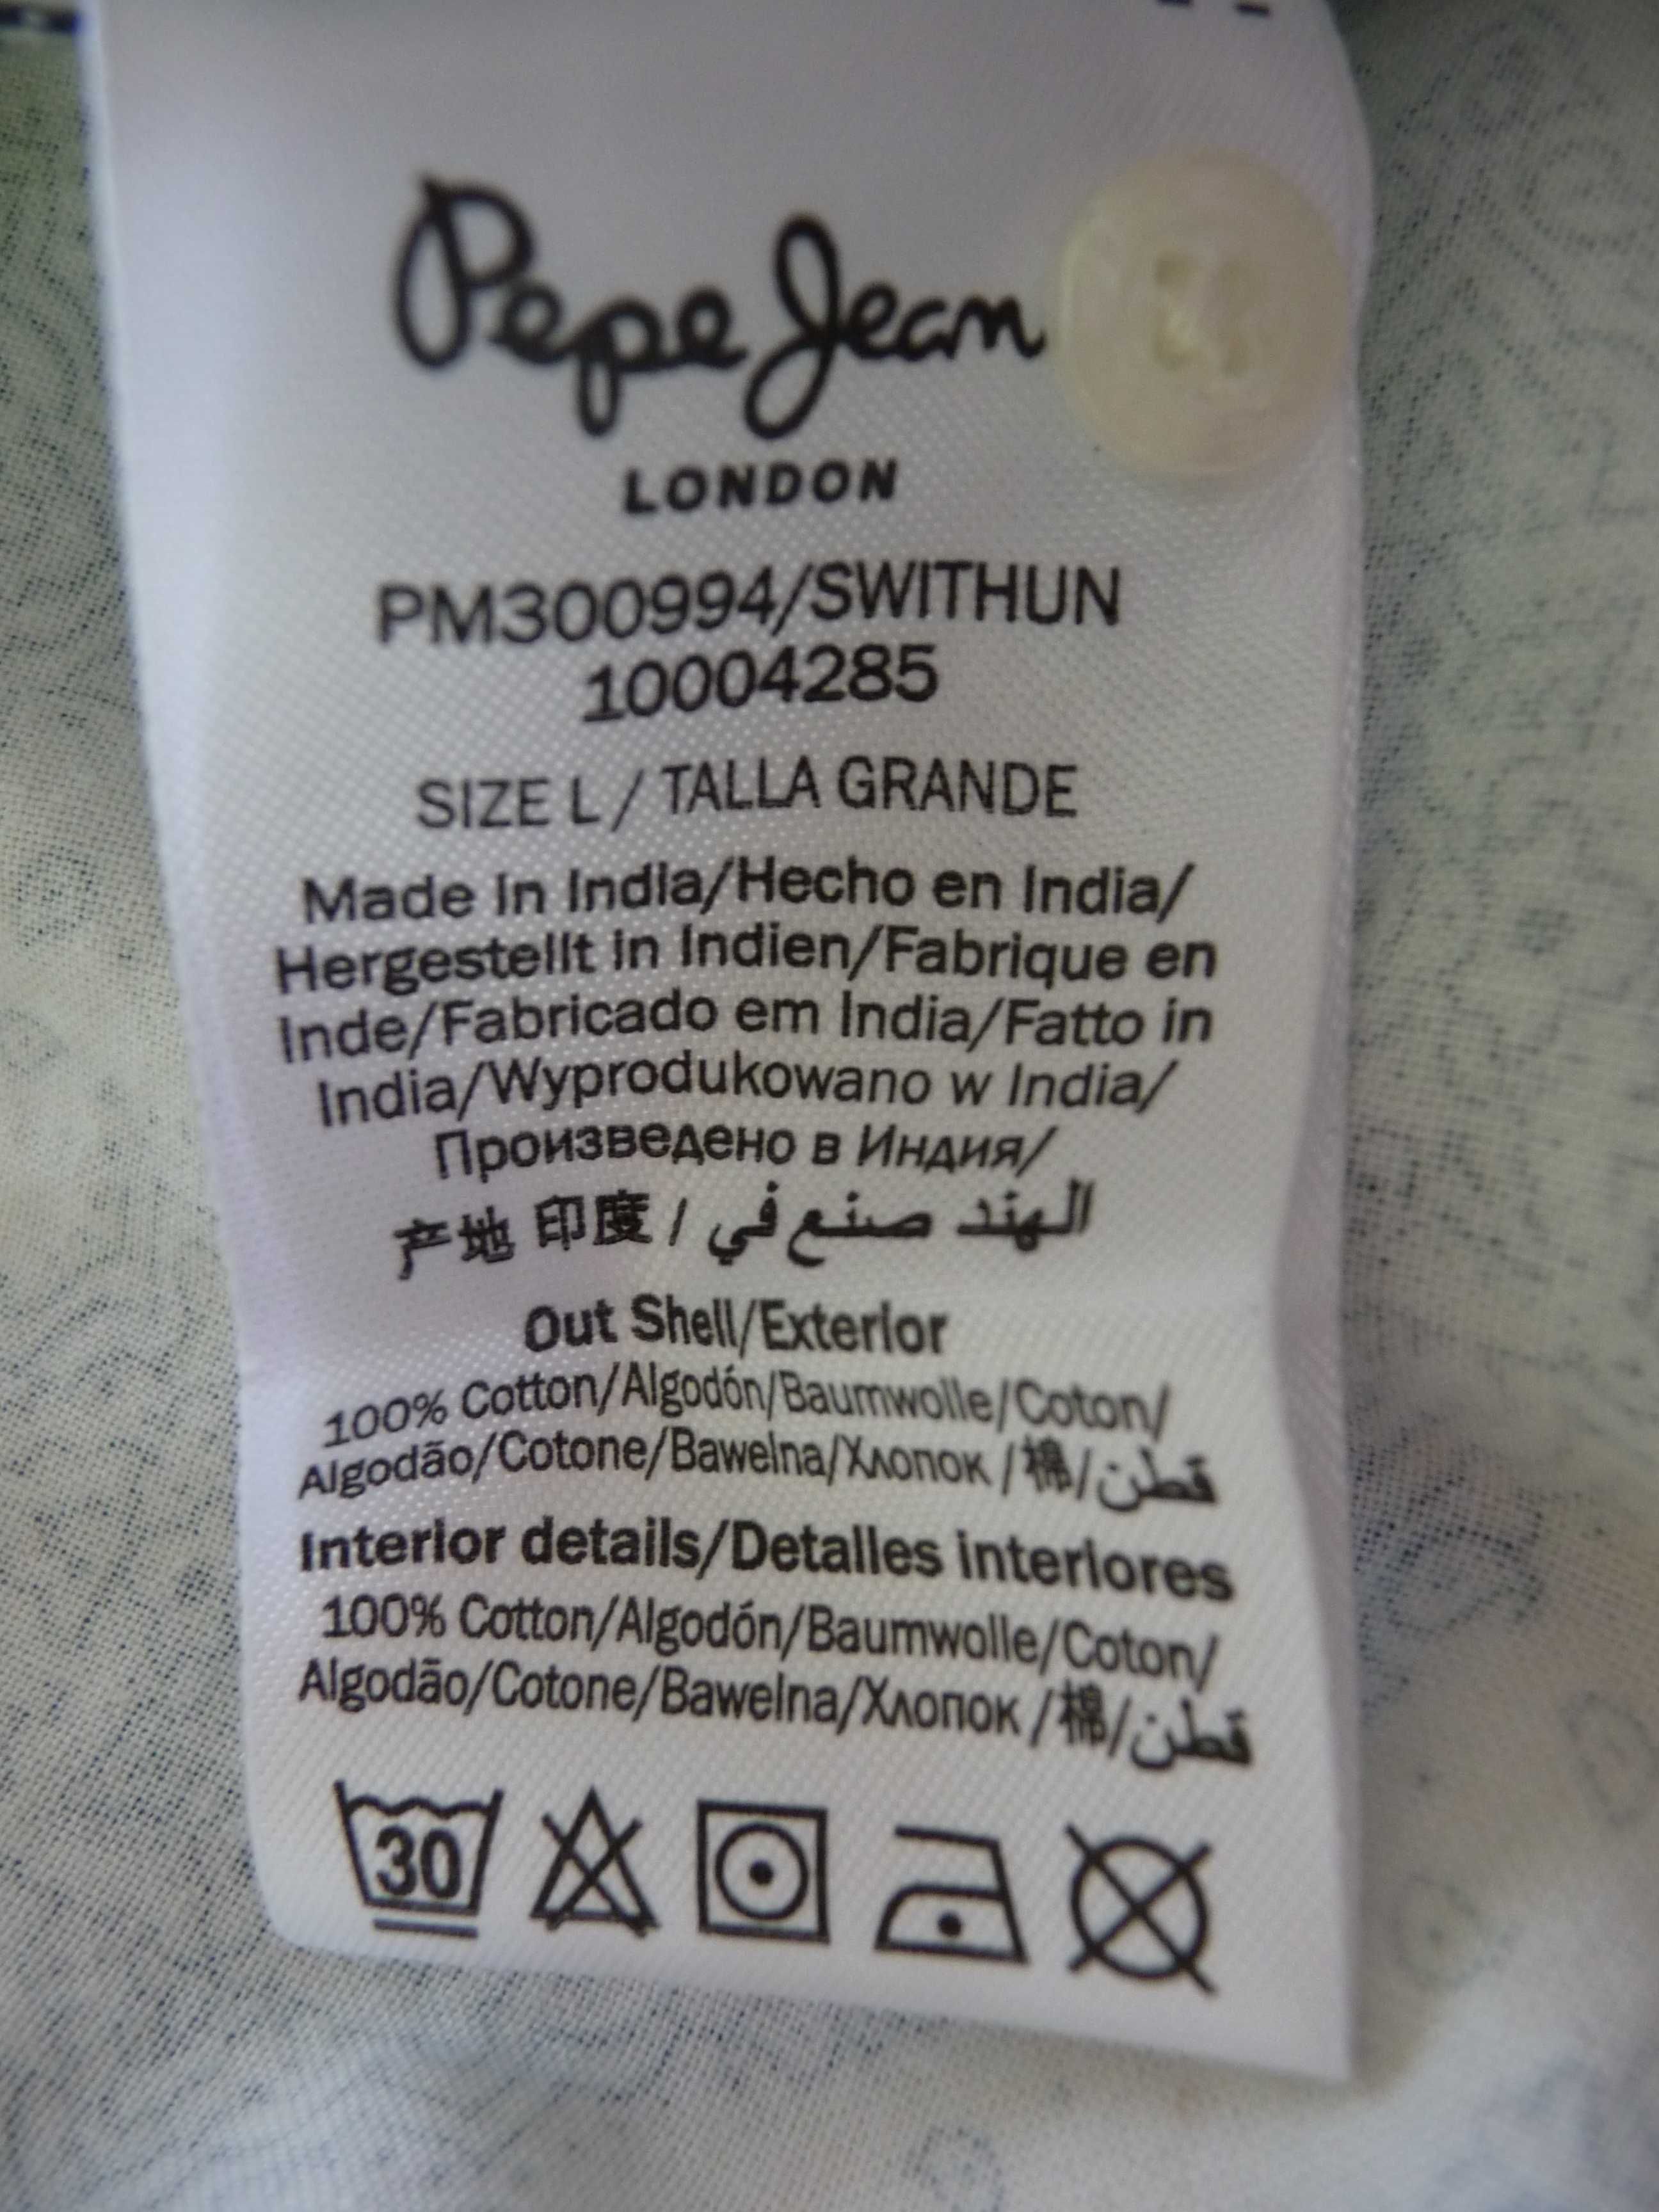 Pepe Jean
LONDON
PM300994/SWITHUN
10004285
SIZE L / TALLA GRANDE
Made in India/Hecho en India/
Hergestellt in Indien/Fabrique en
Inde/Fabricado em India/Fatto in
India/Wyprodukowano w India/
Произведено в Индия/
产地 印度 / الهند صنع في
Out Shell/Exterior
100% Cotton/Algodón/Baumwolle/Coton/
Algodão/Cotone/Bawelna/Хлопок /棉/قطن
Interior details/Detalles interiores
100% Cotton/Algodón/Baumwolle/Coton/
Algodão/Cotone/Bawelna/Хлопок /棉/قطن
30